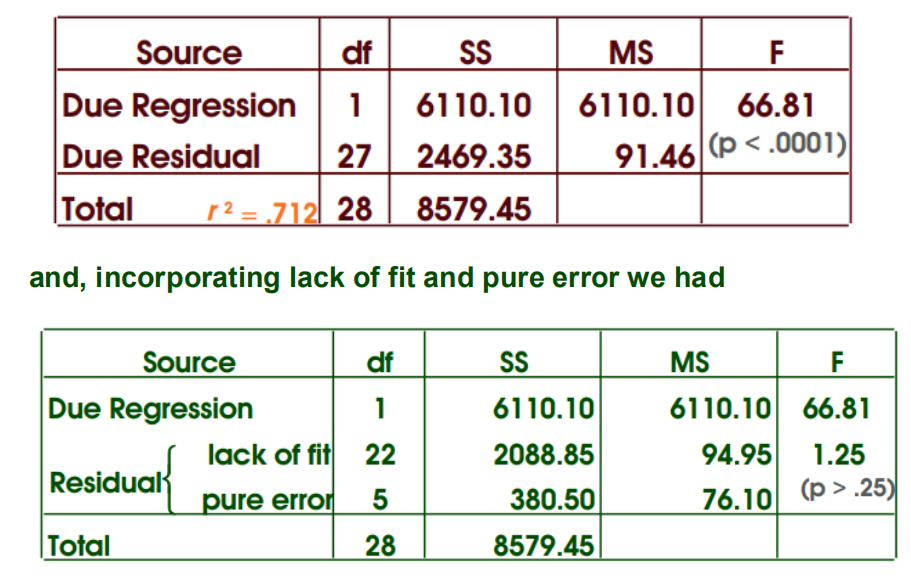 Source df SS MS F
Due Regression 1 6110.10 6110.10 66.81
Due Residual 27 2469.35 91.46 (p < .0001)
Total r² = .712 28 8579.45
and, incorporating lack of fit and pure error we had
Source df SS MS F
Due Regression 1 6110.10 6110.10 66.81
Residual { lack of fit 22 2088.85 94.95 1.25
pure error 5 380.50 76.10 (p > .25)
Total 28 8579.45